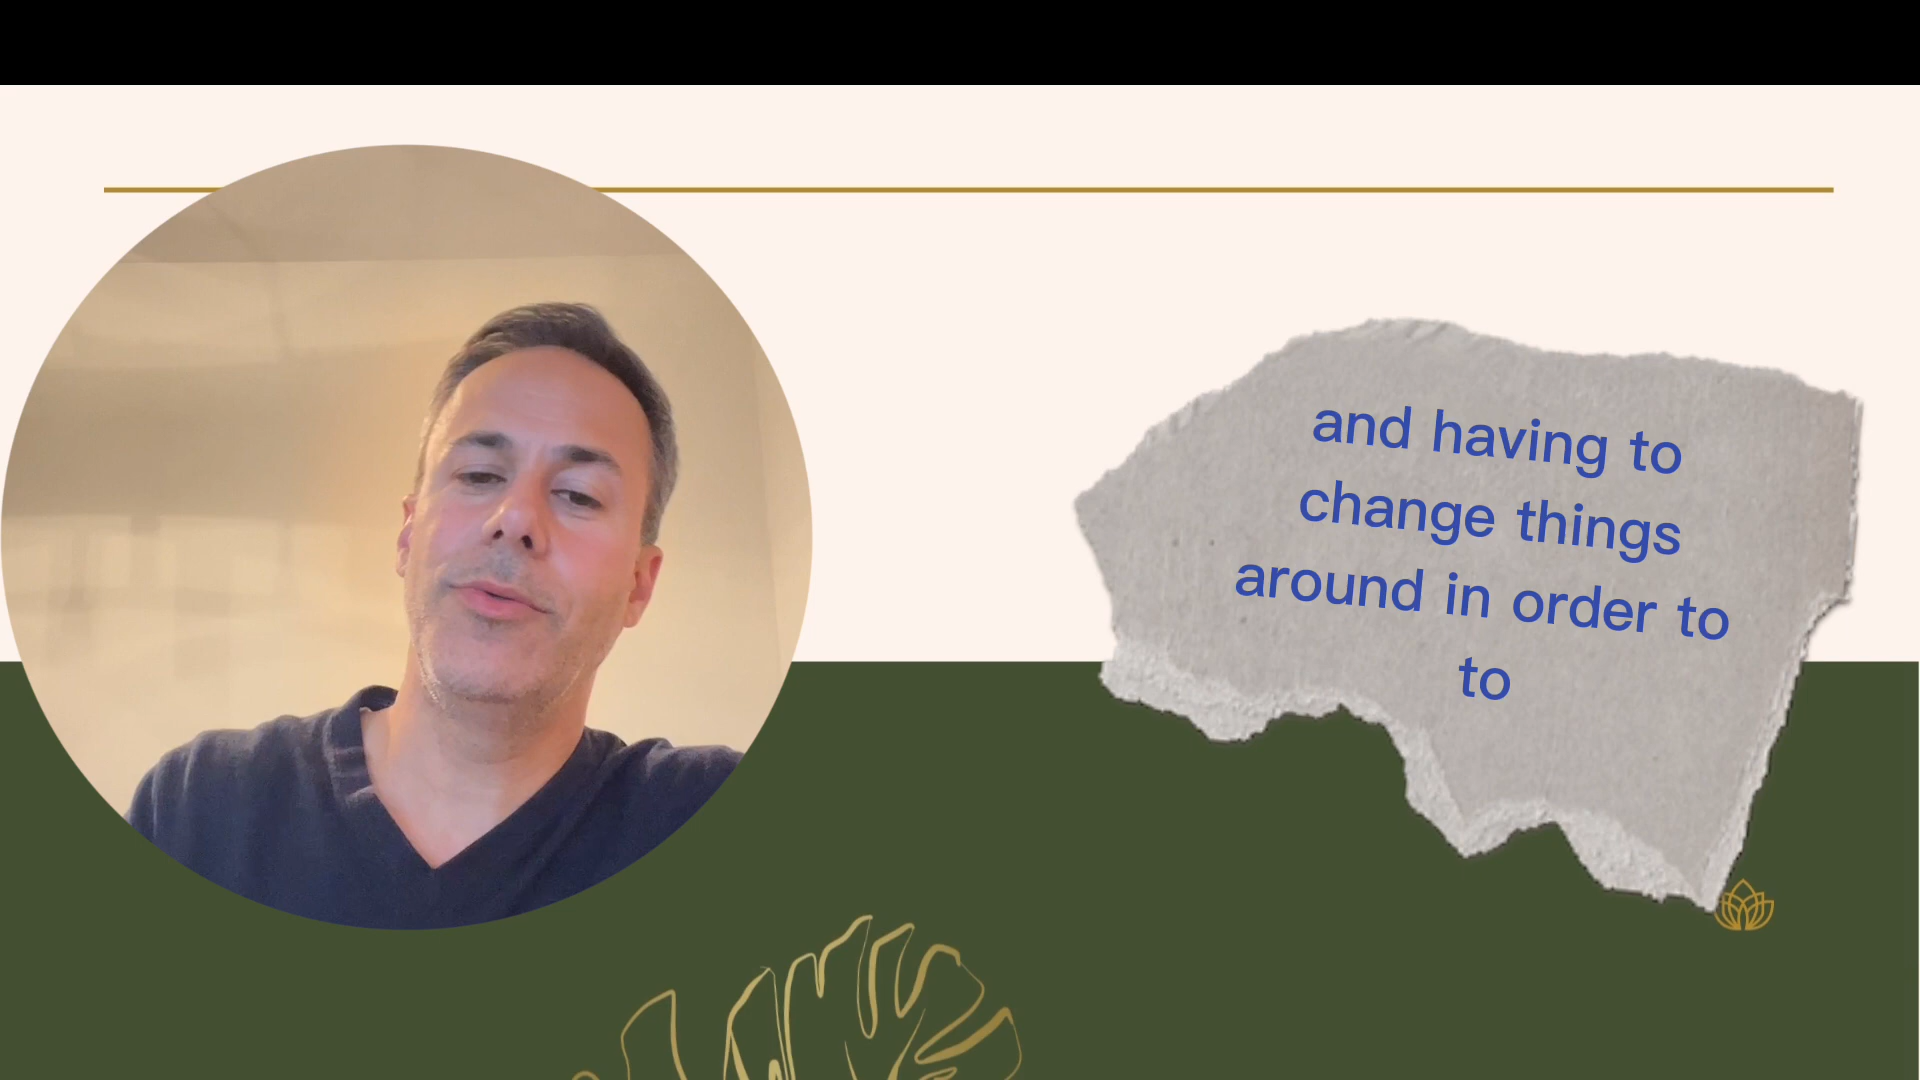 and having to
change things
around in order to
to